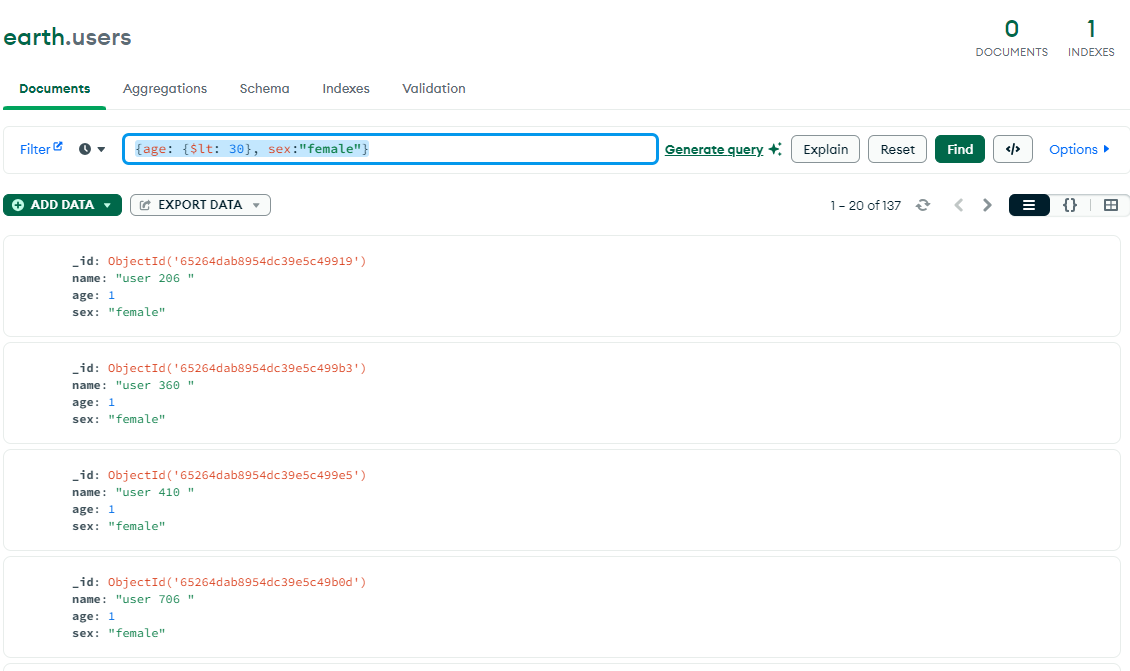 earth.users
0 1
DOCUMENTS INDEXES
Documents Aggregations Schema Indexes Validation
Filter {age: {$lt: 30}, sex:"female"} Generate query Explain Reset Find </> Options
ADD DATA EXPORT DATA 1 – 20 of 137 {}
_id: ObjectId('65264dab8954dc39e5c49919')
name: "user 206 "
age: 1
sex: "female"
_id: ObjectId('65264dab8954dc39e5c499b3')
name: "user 360 "
age: 1
sex: "female"
_id: ObjectId('65264dab8954dc39e5c499e5')
name: "user 410 "
age: 1
sex: "female"
_id: ObjectId('65264dab8954dc39e5c49b0d')
name: "user 706 "
age: 1
sex: "female"